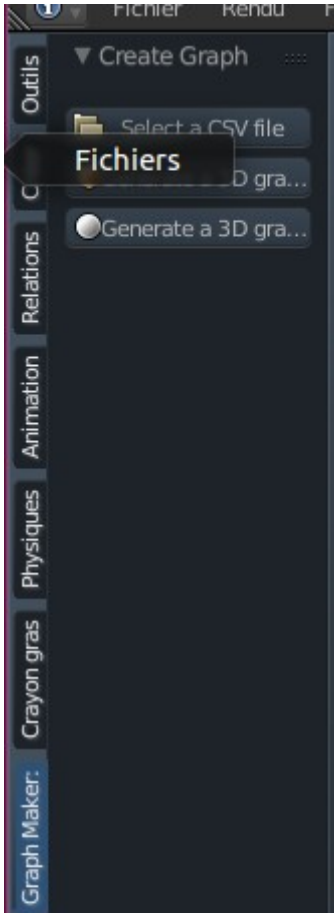 Fichier Rendu
Create Graph
Select a CSV file
Fichiers
D gra...
Generate a 3D gra...
Outils
Relations
Animation
Physiques
Crayon gras
Graph Maker: